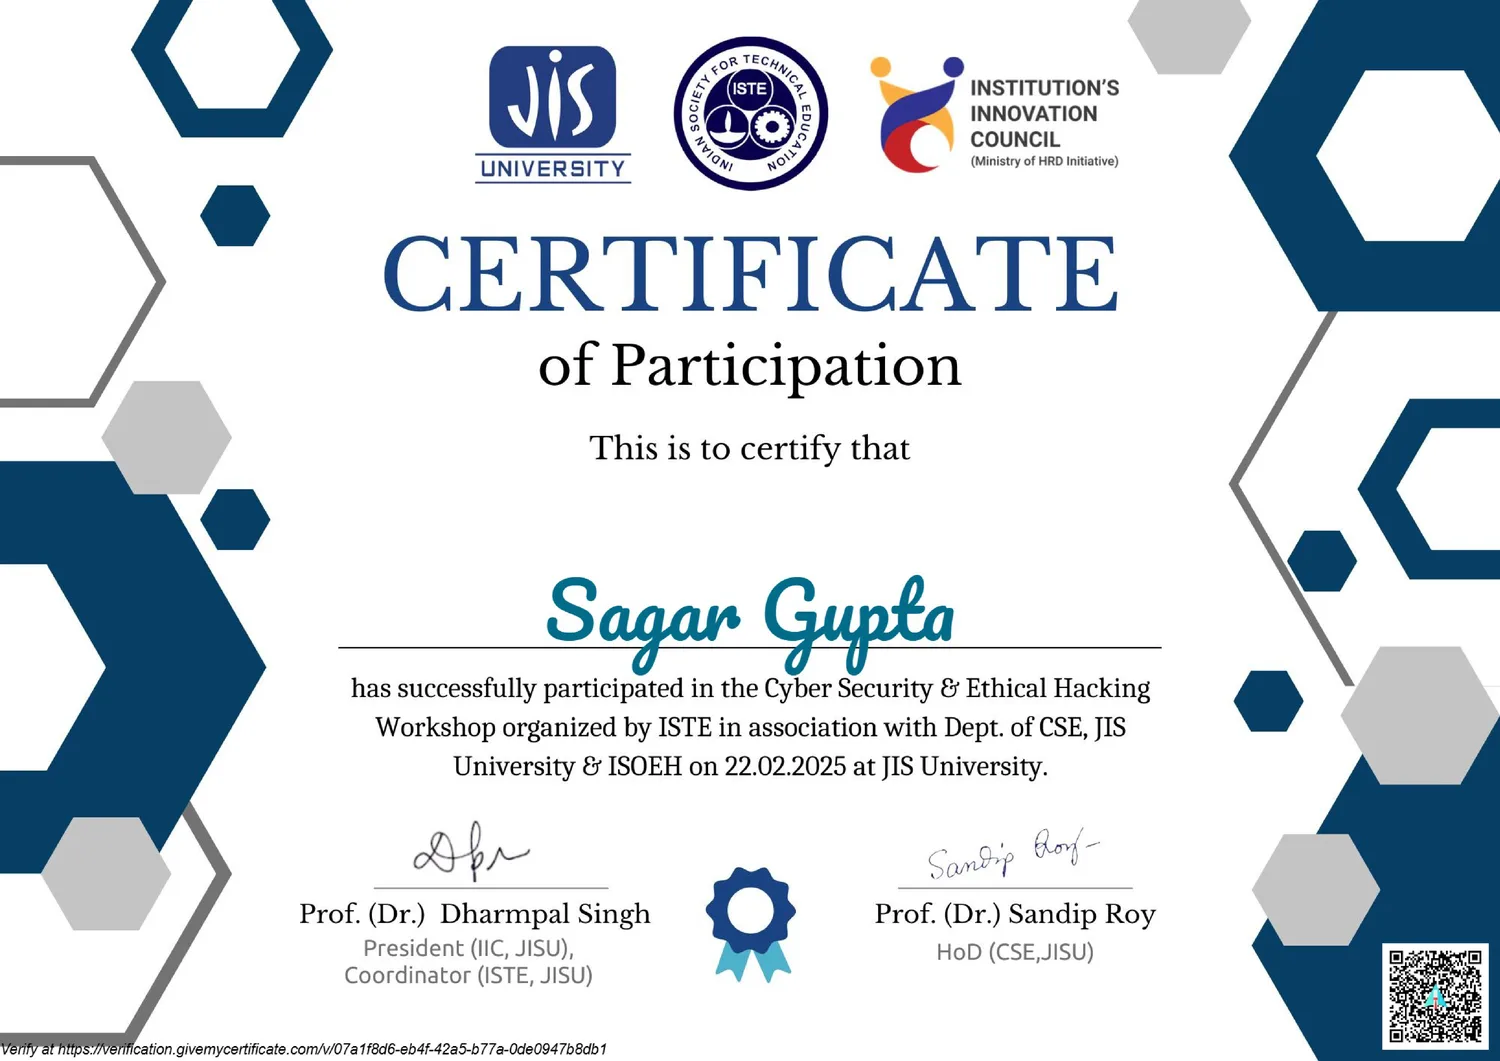 JIS
UNIVERSITY
INDIAN SOCIETY FOR TECHNICAL EDUCATION
ISTE
INSTITUTION'S
INNOVATION
COUNCIL
(Ministry of HRD Initiative)
CERTIFICATE
of Participation
This is to certify that
Sagar Gupta
has successfully participated in the Cyber Security & Ethical Hacking
Workshop organized by ISTE in association with Dept. of CSE, JIS
University & ISOEH on 22.02.2025 at JIS University.
Sandip Roy
Prof. (Dr.) Dharmpal Singh
Prof. (Dr.) Sandip Roy
President (IIC, JISU),
Coordinator (ISTE, JISU)
HoD (CSE,JISU)
Verify at https://verification.givemycertificate.com/v/07a1f8d6-eb4f-42a5-b77a-0de0947b8db1